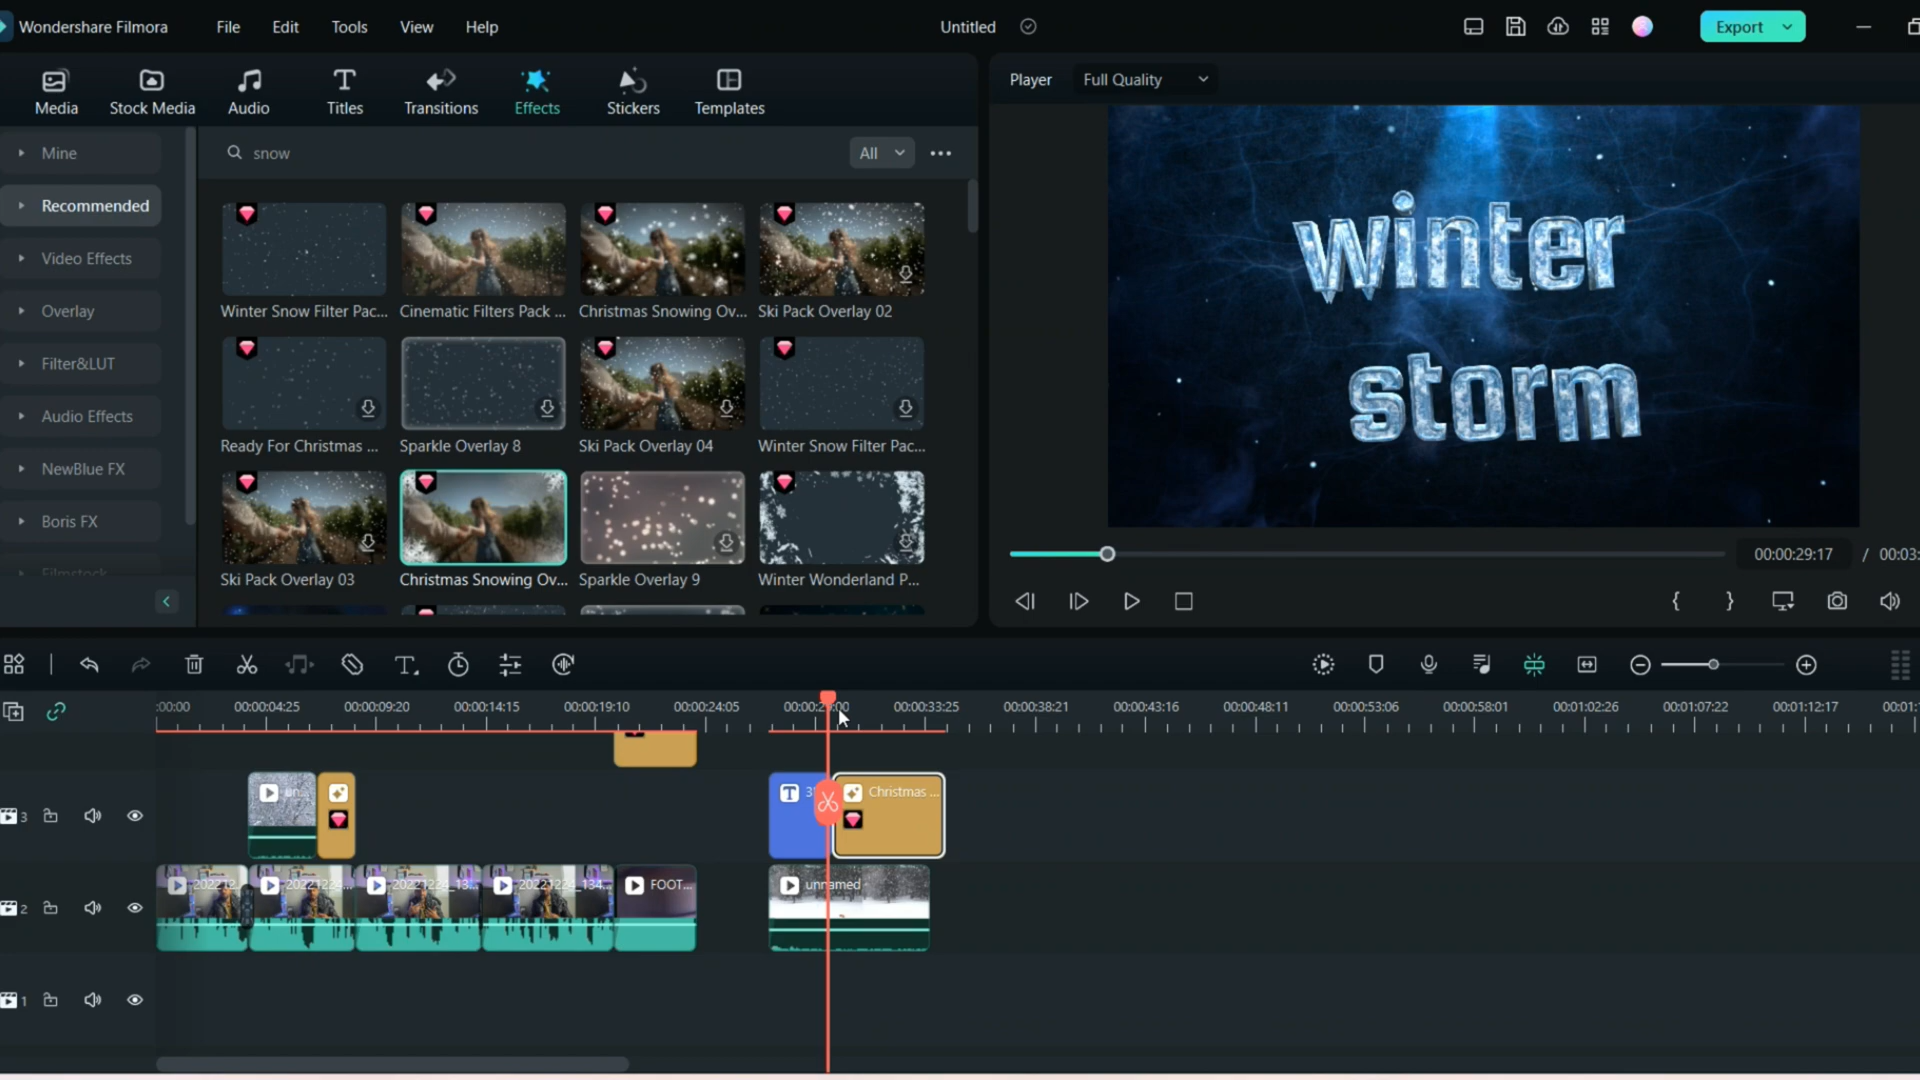 Wondershare Filmora File Edit Tools View Help Untitled Export
Media Stock Media Audio Titles Transitions Effects Stickers Templates
Player Full Quality
Mine
snow All
Recommended
Video Effects
Overlay
Filter&LUT
Audio Effects
NewBlue FX
Boris FX
Filmstock
Winter Snow Filter Pac... Cinematic Filters Pack ... Christmas Snowing Ov... Ski Pack Overlay 02
Ready For Christmas ... Sparkle Overlay 8 Ski Pack Overlay 04 Winter Snow Filter Pac...
Ski Pack Overlay 03 Christmas Snowing Ov... Sparkle Overlay 9 Winter Wonderland P...
winter
storm
00:00:29:17 / 00:03:
:00:00 00:00:04:25 00:00:09:20 00:00:14:15 00:00:19:10 00:00:24:05 00:00:33:25 00:00:38:21 00:00:43:16 00:00:48:11 00:00:53:06 00:00:58:01 00:01:02:26 00:01:07:22 00:01:12:17 00:01:
3 Christmas ...
2 FOOT... unnamed
1